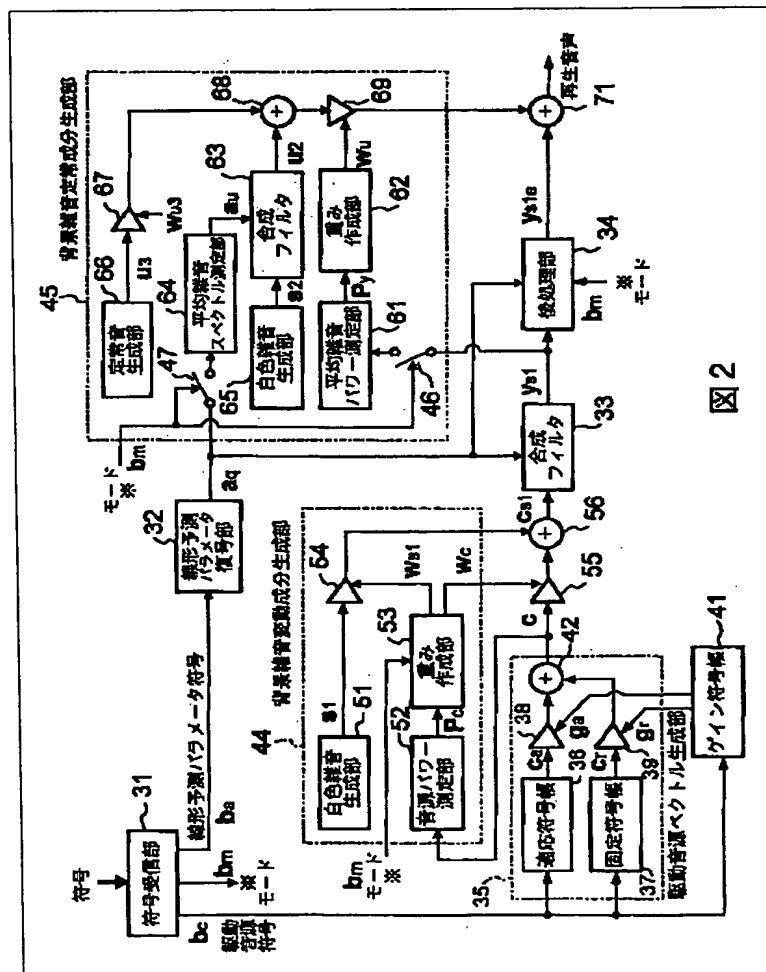 符号
31
符号受信部
bc
駆動
音源
符号
bm
※
モード
線形予測パラメータ符号
ba
32
線形予測
パラメータ
復号部
aq
モード
※
bm
45
背景雑音定常成分生成部
66
定常音
生成部
u3
67
wu3
68
47
64
平均雑音
スペクトル測定部
au
65
白色雑音
生成部
s2
63
合成
フィルタ
u2
61
平均雑音
パワー測定部
Py
62
重み
作成部
wu
69
46
44
背景雑音変動成分生成部
51
白色雑音
生成部
s1
54
52
音源パワー
測定部
Pc
53
重み
作成部
ws1
wc
bm
モード
※
55
56
cs1
33
合成
フィルタ
ys1
34
後処理部
bm
※
モード
ys1a
71
再生音声
35
駆動音源ベクトル生成部
36
適応符号帳
ca
38
ga
37
固定符号帳
cr
39
gr
42
c
41
ゲイン符号帳
図2